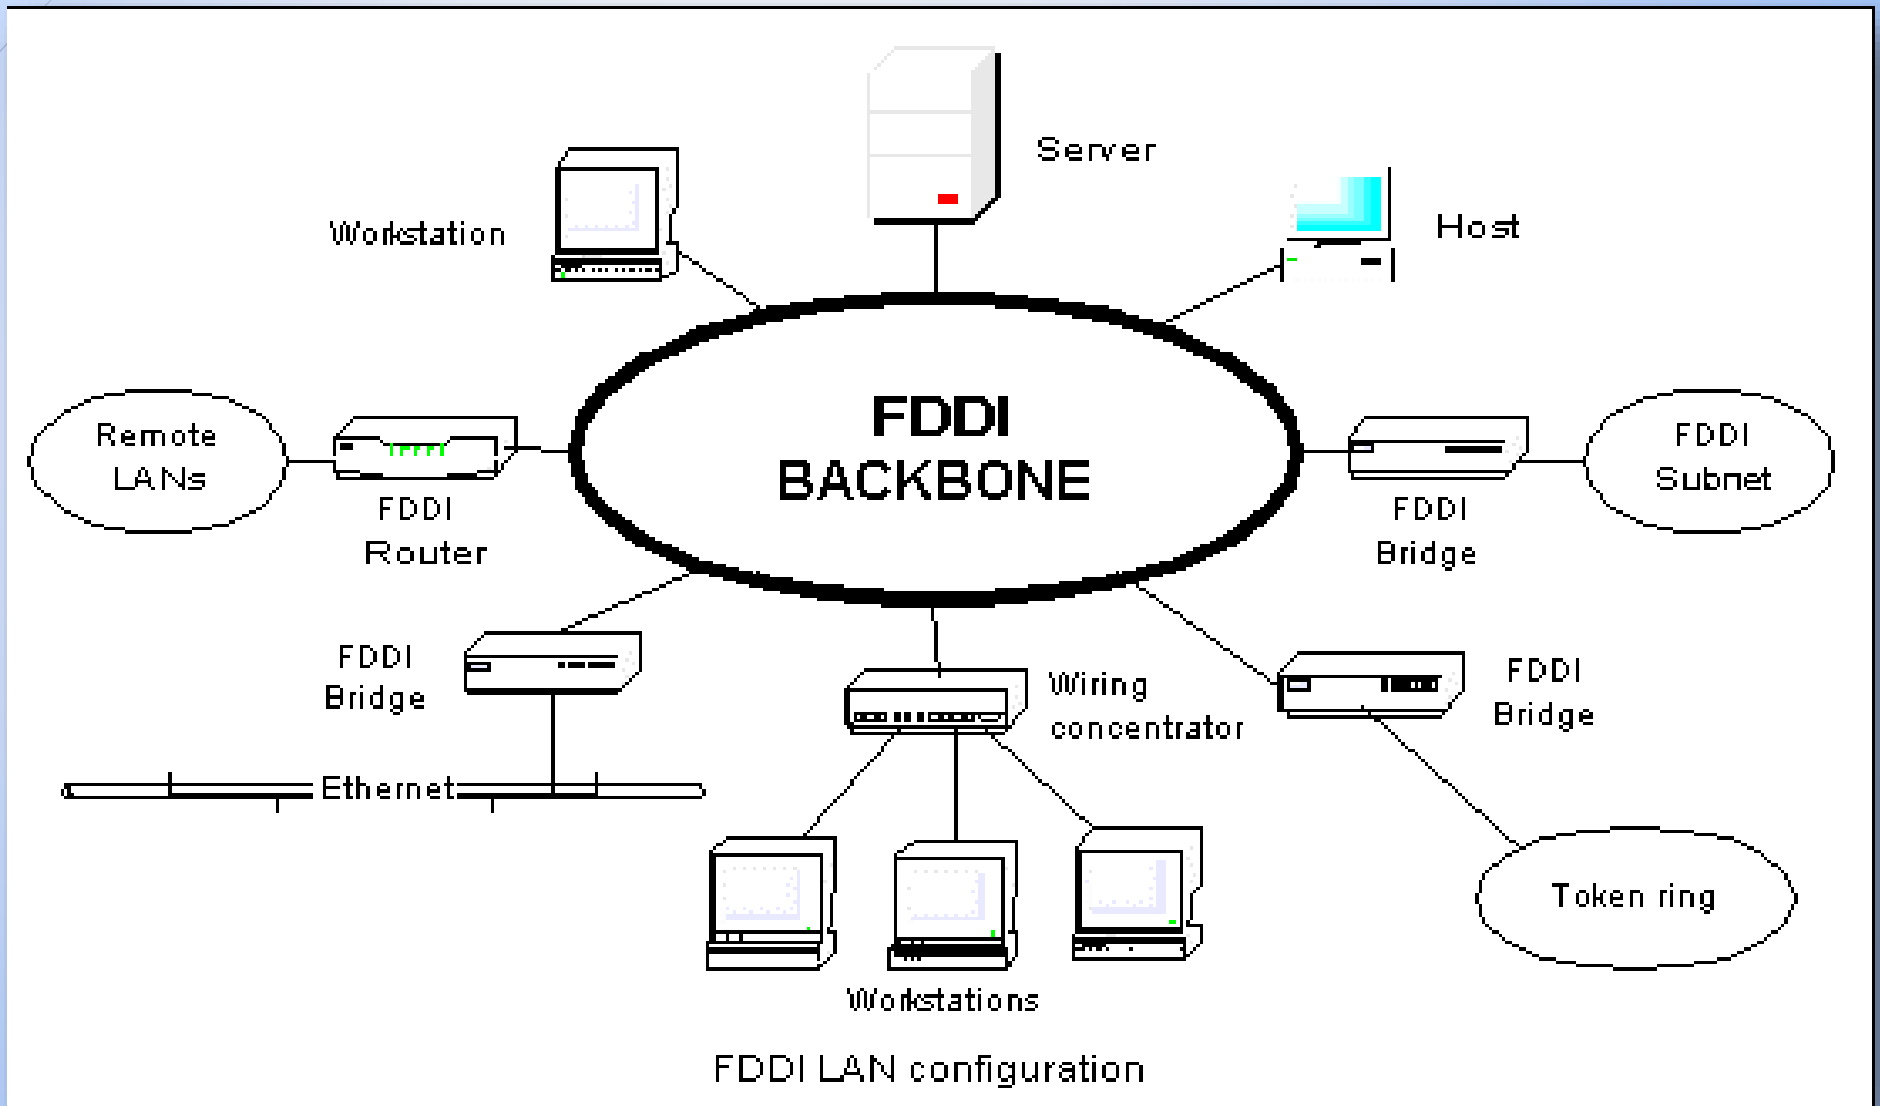 Server
Workstation
Host
FDDI
BACKBONE
Remote
LANs
FDDI
Router
FDDI
Bridge
FDDI
Subnet
FDDI
Bridge
Wiring
concentrator
FDDI
Bridge
Ethernet
Token ring
Workstations
FDDI LAN configuration